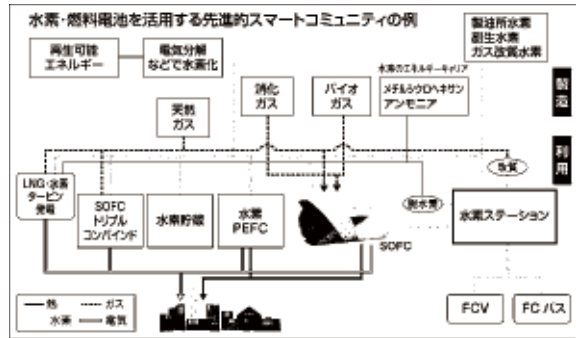 水素・燃料電池を活用する先進的スマートコミュニティの例
再生可能
エネルギー
電気分解
などで水素化
製油所水素
副生水素
ガス改質水素
水素のエネルギーキャリア
メチルシクロヘキサン
アンモニア
消化
ガス
バイオ
ガス
天然
ガス
製造
利用
改質
脱水素
LNG・水素
タービン
発電
SOFC
トリプル
コンバインド
水素貯蔵
水素
PEFC
SOFC
水素ステーション
FCV
FCバス
熱
ガス
水素
電気